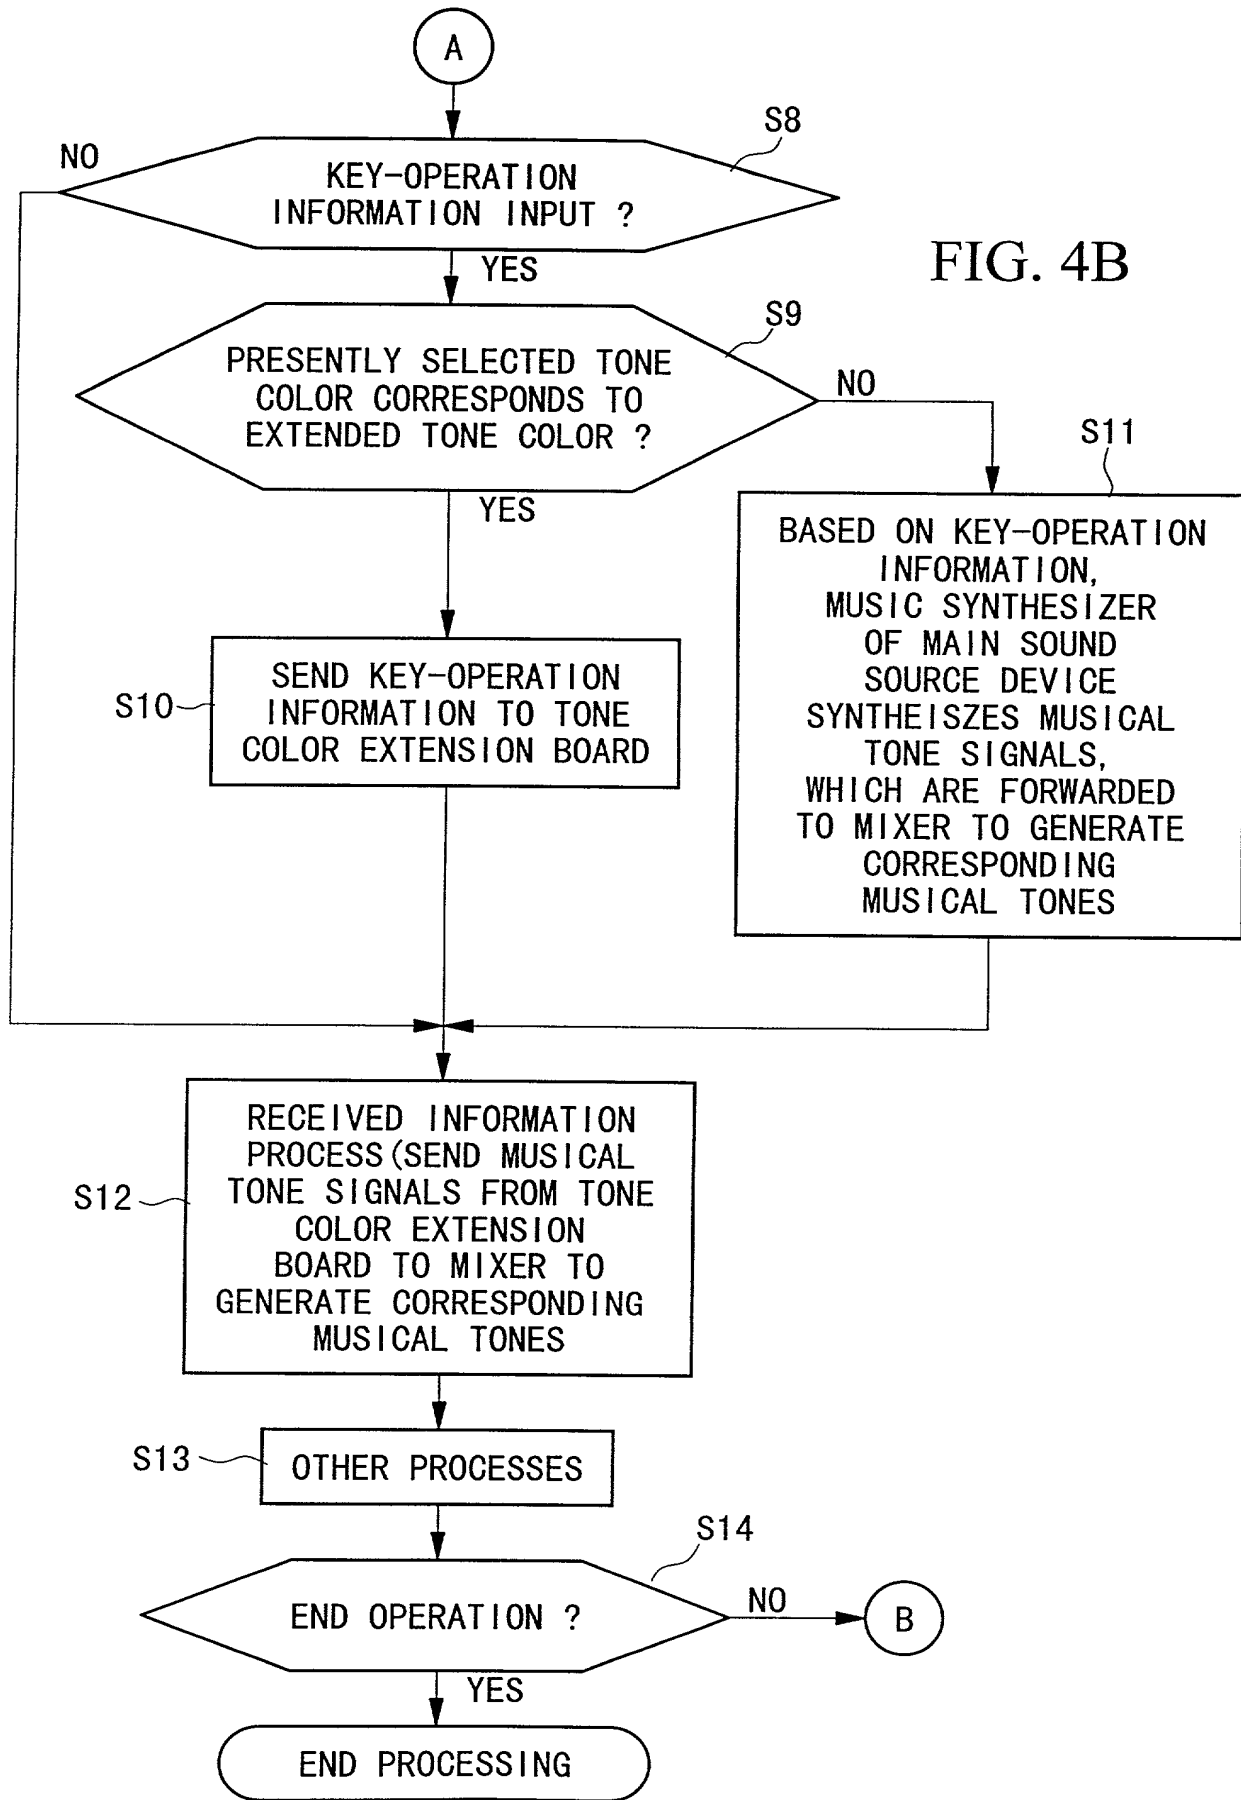 A
S8
NO
KEY-OPERATION
INFORMATION INPUT ?
YES
FIG. 4B
S9
PRESENTLY SELECTED TONE
COLOR CORRESPONDS TO
EXTENDED TONE COLOR ?
NO
YES
S11
BASED ON KEY-OPERATION
INFORMATION,
MUSIC SYNTHESIZER
OF MAIN SOUND
SOURCE DEVICE
SYNTHEISZES MUSICAL
TONE SIGNALS,
WHICH ARE FORWARDED
TO MIXER TO GENERATE
CORRESPONDING
MUSICAL TONES
S10
SEND KEY-OPERATION
INFORMATION TO TONE
COLOR EXTENSION BOARD
S12
RECEIVED INFORMATION
PROCESS(SEND MUSICAL
TONE SIGNALS FROM TONE
COLOR EXTENSION
BOARD TO MIXER TO
GENERATE CORRESPONDING
MUSICAL TONES
S13
OTHER PROCESSES
S14
END OPERATION ?
NO
B
YES
END PROCESSING